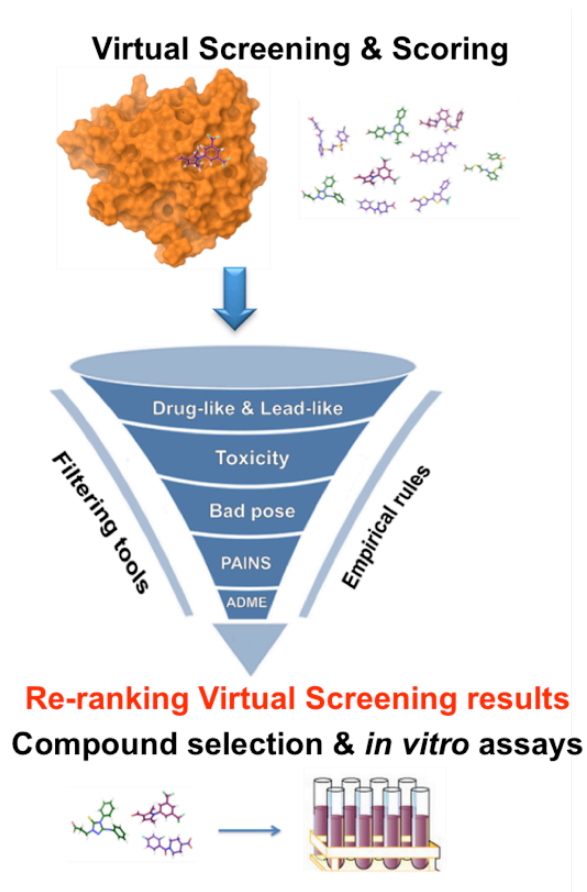 Virtual Screening & Scoring
Drug-like & Lead-like
Toxicity
Bad pose
PAINS
ADME
Filtering tools
Empirical rules
Re-ranking Virtual Screening results
Compound selection & in vitro assays